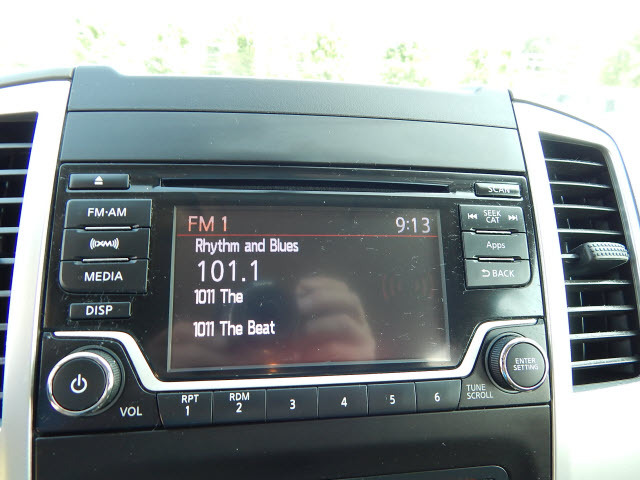 SCAN
FM·AM
SEEK
CAT
FM 1
9:13
Rhythm and Blues
(XM)
Apps
101.1
MEDIA
BACK
1011 The
DISP
1011 The Beat
ENTER
SETTING
VOL
RPT
1
RDM
2
3
4
5
6
TUNE
SCROLL